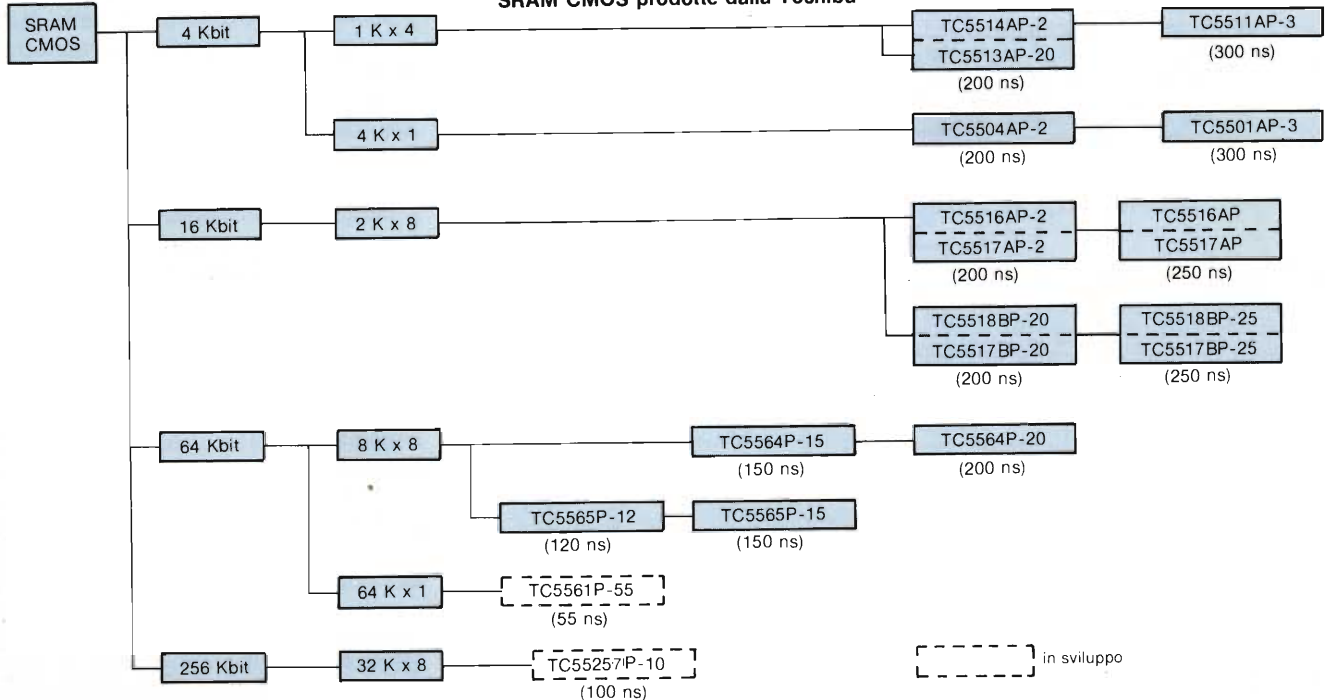 SRAM CMOS prodotte dalla Toshiba
SRAM
CMOS
4 Kbit
1 K x 4
TC5514AP-2
TC5513AP-20
(200 ns)
TC5511AP-3
(300 ns)
4 K x 1
TC5504AP-2
(200 ns)
TC5501AP-3
(300 ns)
16 Kbit
2 K x 8
TC5516AP-2
TC5517AP-2
(200 ns)
TC5516AP
TC5517AP
(250 ns)
TC5518BP-20
TC5517BP-20
(200 ns)
TC5518BP-25
TC5517BP-25
(250 ns)
64 Kbit
8 K x 8
TC5564P-15
(150 ns)
TC5564P-20
(200 ns)
TC5565P-12
(120 ns)
TC5565P-15
(150 ns)
64 K x 1
TC5561P-55
(55 ns)
256 Kbit
32 K x 8
TC55257P-10
(100 ns)
in sviluppo